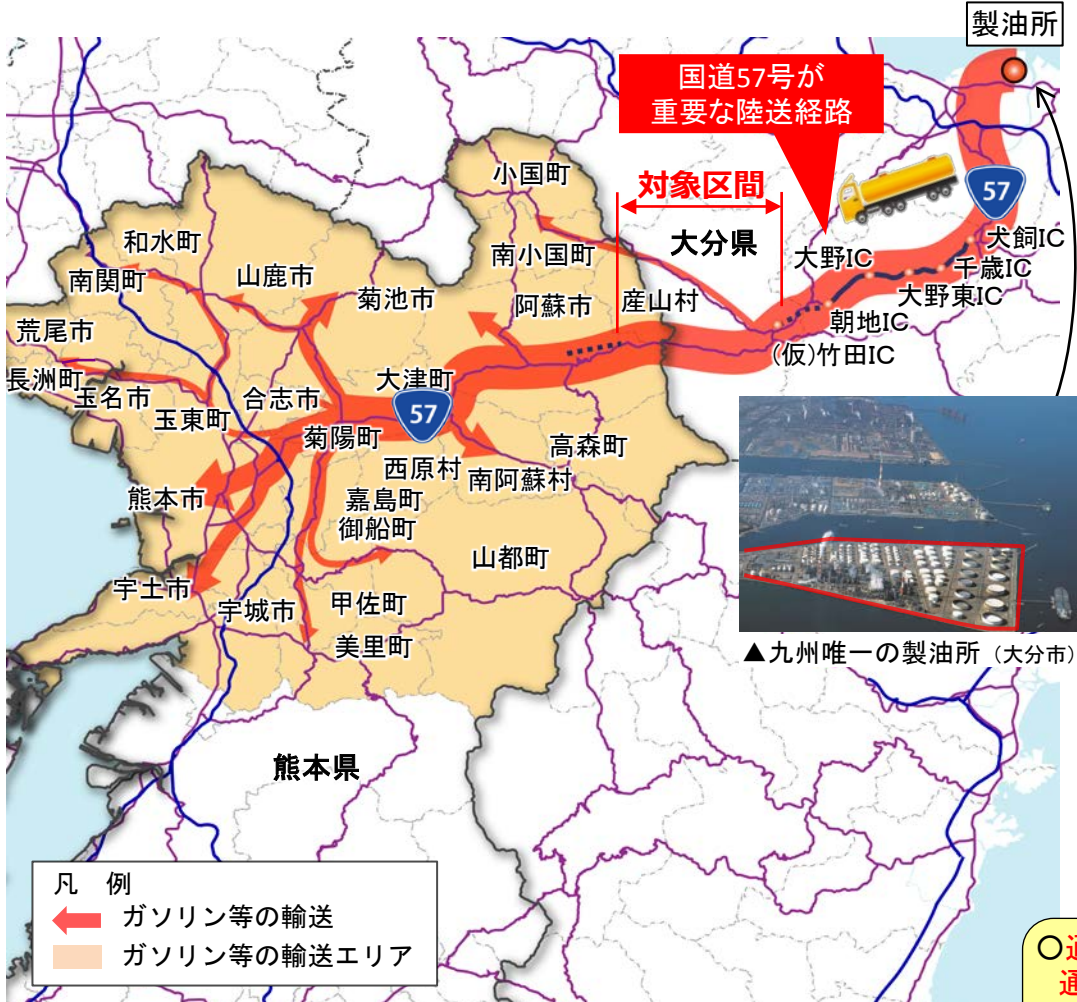 製油所
国道57号が
重要な陸送経路
57
小国町
対象区間
和水町
南小国町
大分県
大野IC
犬飼IC
南関町
山鹿市
千歳IC
菊池市
阿蘇市
産山村
大野東IC
荒尾市
朝地IC
(仮)竹田IC
長洲町
玉名市
合志市
大津町
玉東町
57
菊陽町
高森町
西原村
南阿蘇村
熊本市
嘉島町
御船町
山都町
宇土市
宇城市
甲佐町
美里町
▲九州唯一の製油所（大分市）
熊本県
凡　例
ガソリン等の輸送
ガソリン等の輸送エリア
〇通
通